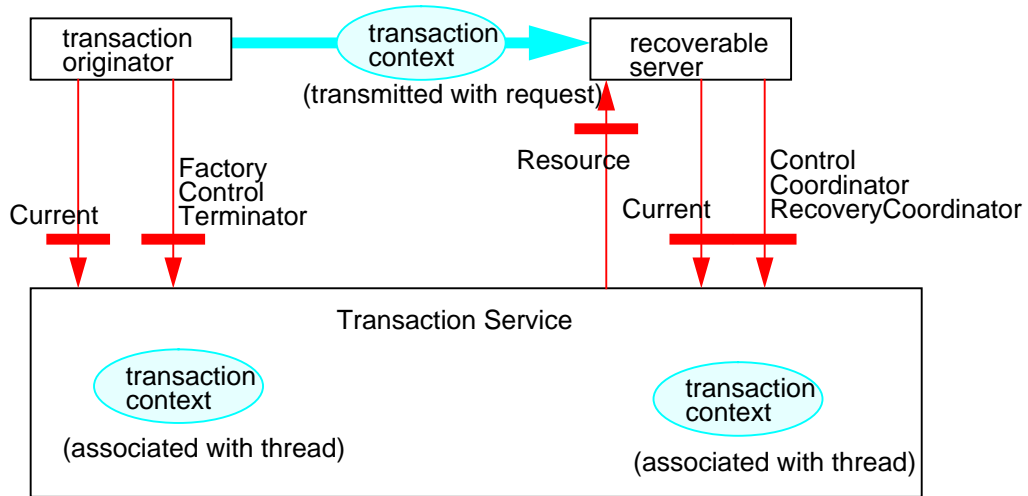 transaction
originator
transaction
context
(transmitted with request)
recoverable
server
Current
Factory
Control
Terminator
Resource
Current
Control
Coordinator
RecoveryCoordinator
Transaction Service
transaction
context
(associated with thread)
transaction
context
(associated with thread)